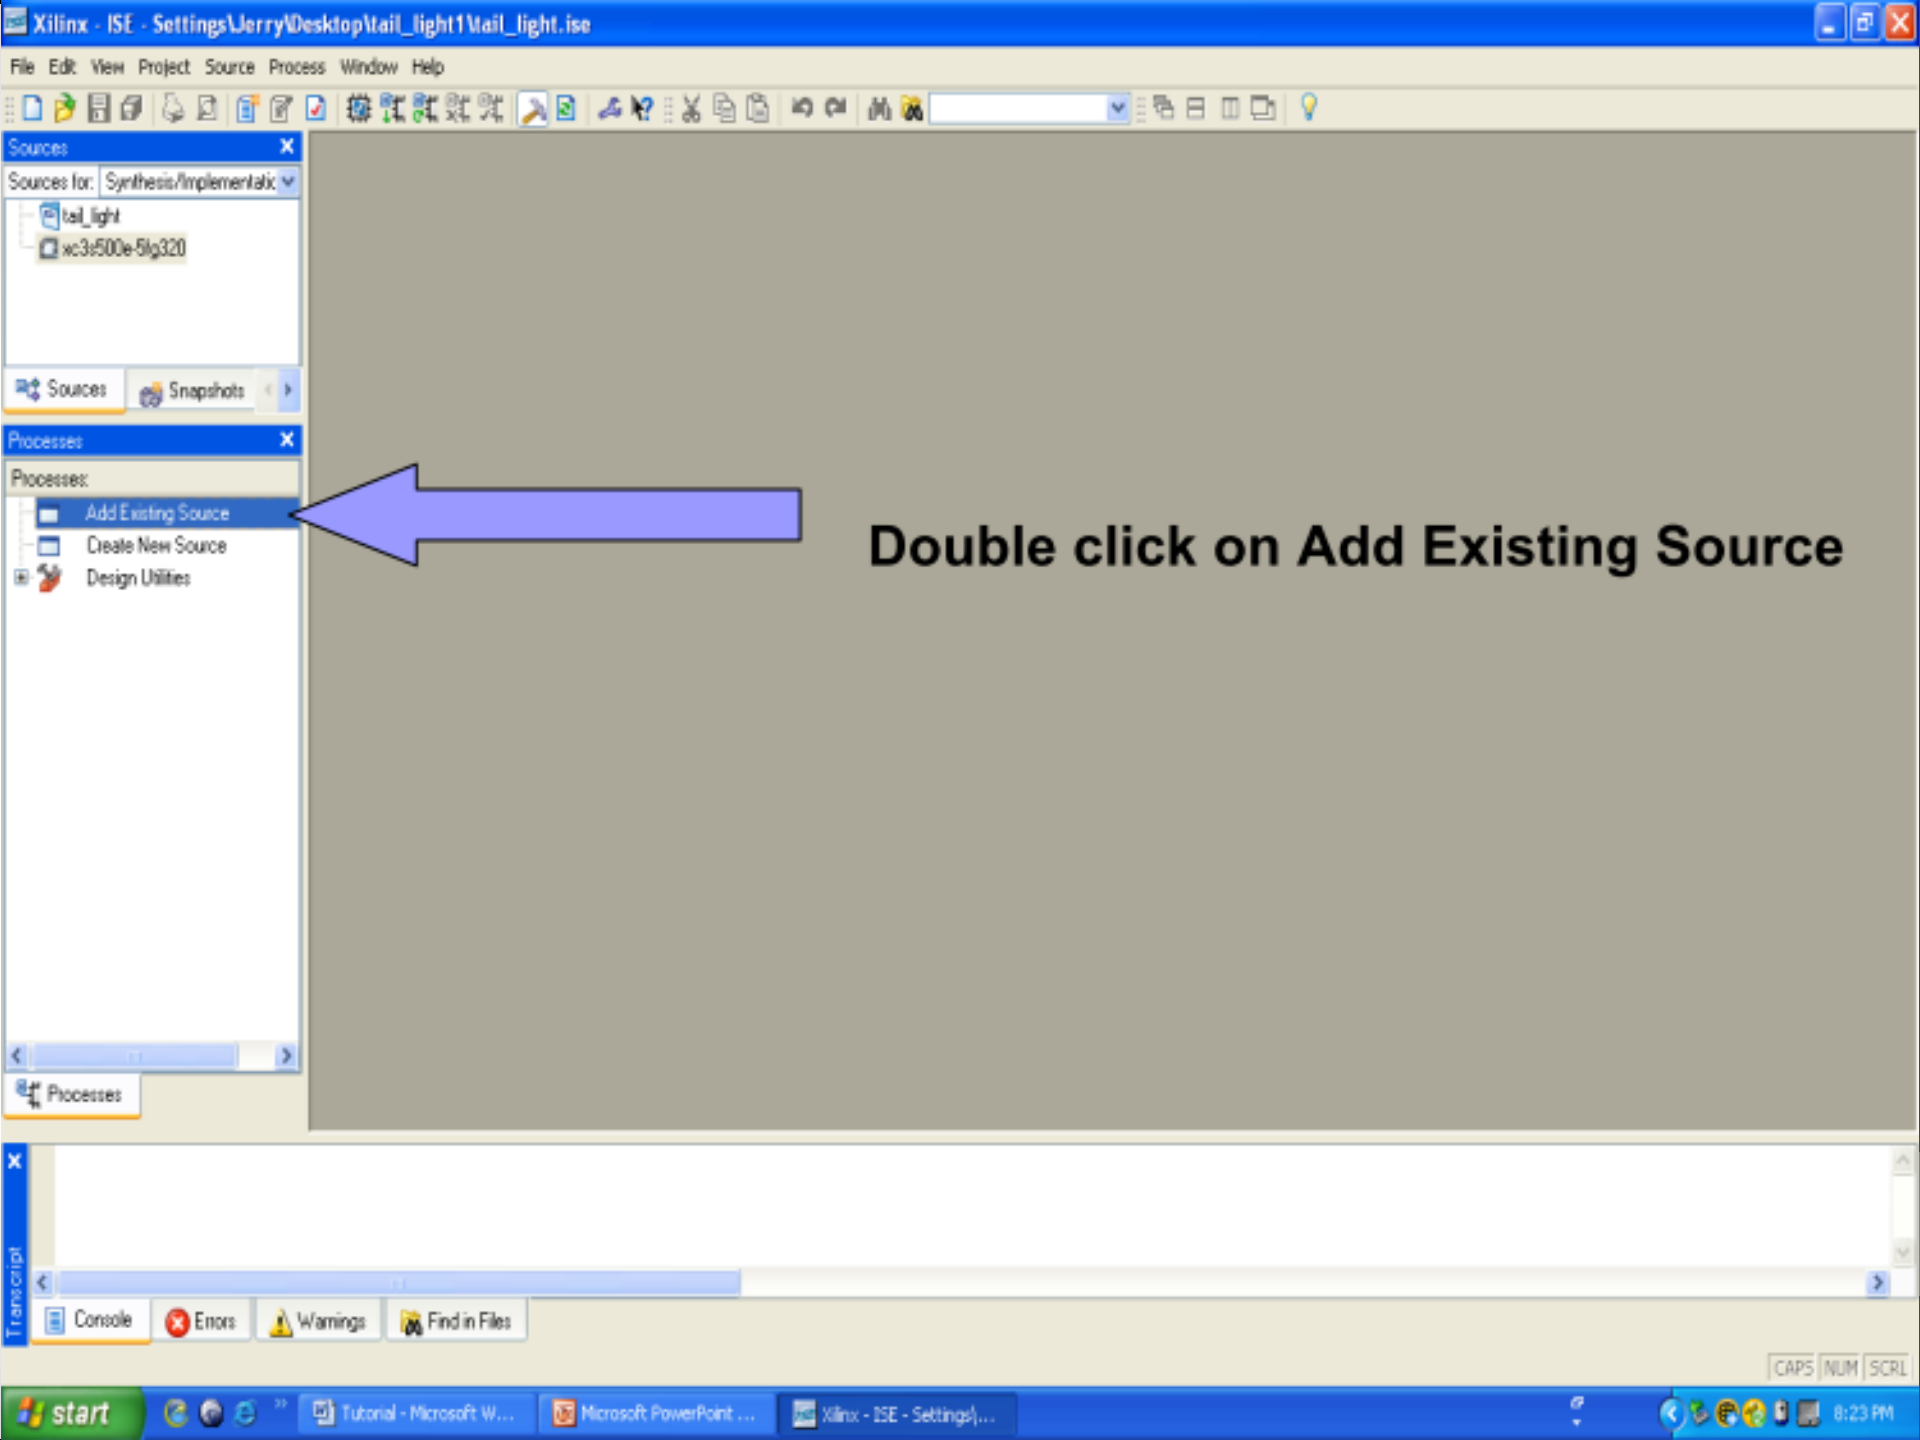 Xilinx - ISE - Settings\Jerry\Desktop\tail_light1\tail_light.ise
File Edit View Project Source Process Window Help
Sources
Sources for: Synthesis/Implementatic
tail_light
xc3s500e-5fg320
Sources Snapshots
Processes
Processes:
Add Existing Source
Create New Source
Design Utilities
Double click on Add Existing Source
Processes
Transcript
Console Errors Warnings Find in Files
CAPS NUM SCRL
start Tutorial - Microsoft W... Microsoft PowerPoint ... Xilinx - ISE - Settings\... 8:23 PM